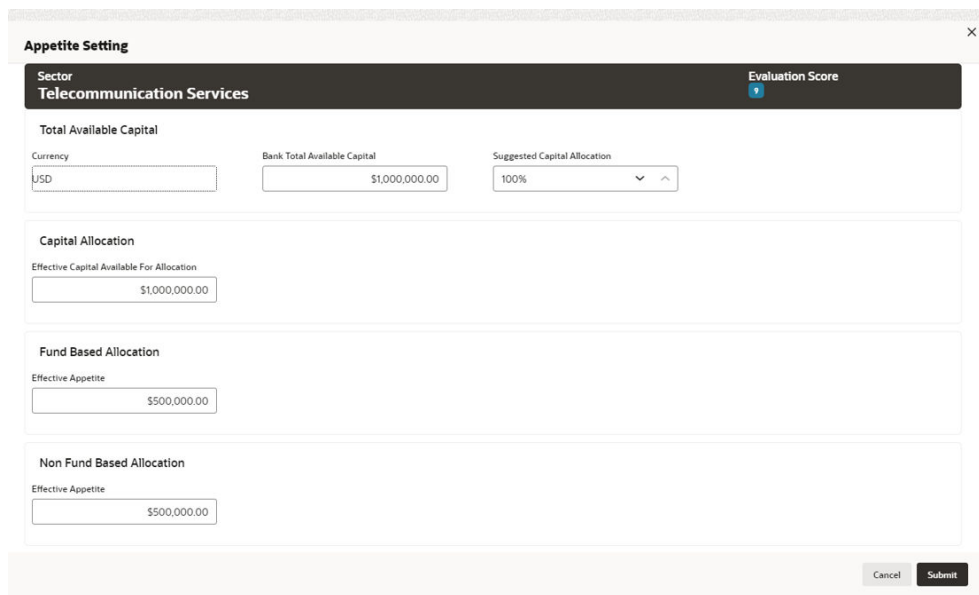 Appetite Setting
Sector
Telecommunication Services
Evaluation Score
9
Total Available Capital
Currency
USD
Bank Total Available Capital
$1,000,000.00
Suggested Capital Allocation
100%
Capital Allocation
Effective Capital Available For Allocation
$1,000,000.00
Fund Based Allocation
Effective Appetite
$500,000.00
Non Fund Based Allocation
Effective Appetite
$500,000.00
Cancel
Submit